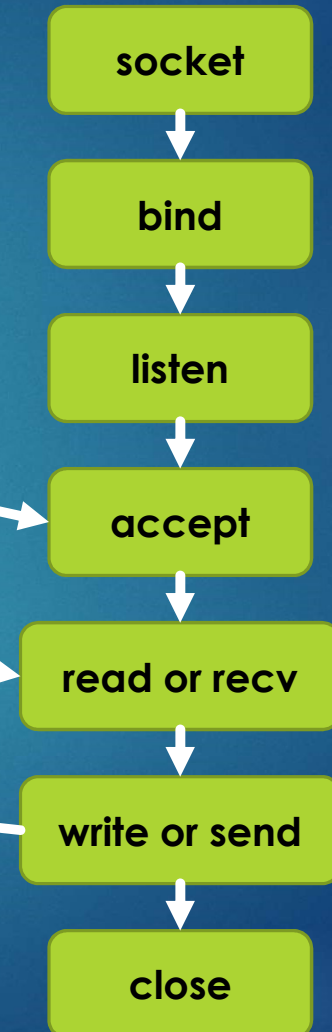 socket
bind
listen
accept
read or recv
write or send
close